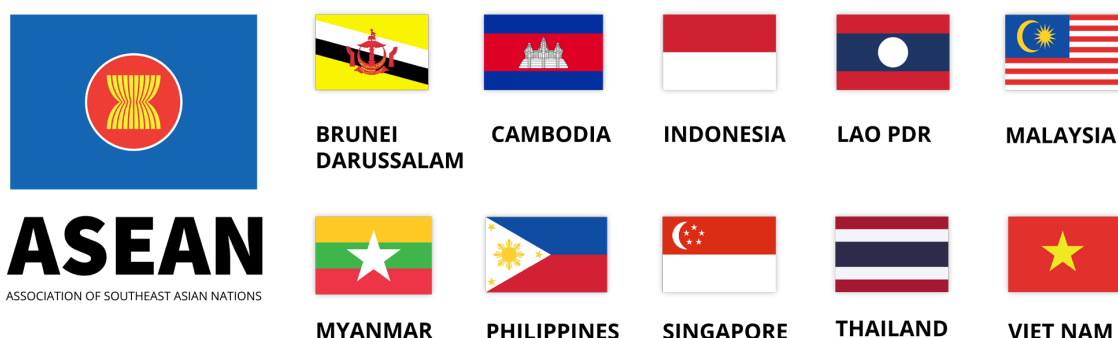 ASEAN
ASSOCIATION OF SOUTHEAST ASIAN NATIONS
BRUNEI
DARUSSALAM
CAMBODIA
INDONESIA
LAO PDR
MALAYSIA
MYANMAR
PHILIPPINES
SINGAPORE
THAILAND
VIET NAM